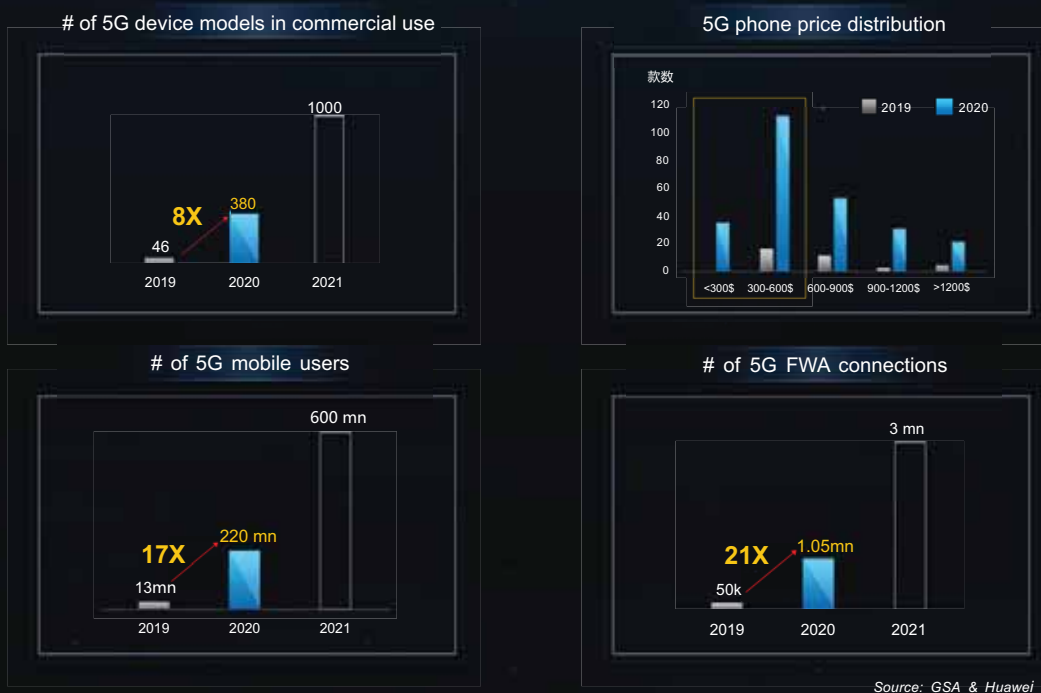 # of 5G device models in commercial use
1000
8X
380
46
2019
2020
2021
5G phone price distribution
款数
2019
2020
120
100
80
60
40
20
0
<300$
300-600$
600-900$
900-1200$
>1200$
# of 5G mobile users
600 mn
220 mn
17X
13mn
2019
2020
2021
# of 5G FWA connections
3 mn
1.05mn
21X
50k
2019
2020
2021
Source: GSA & Huawei